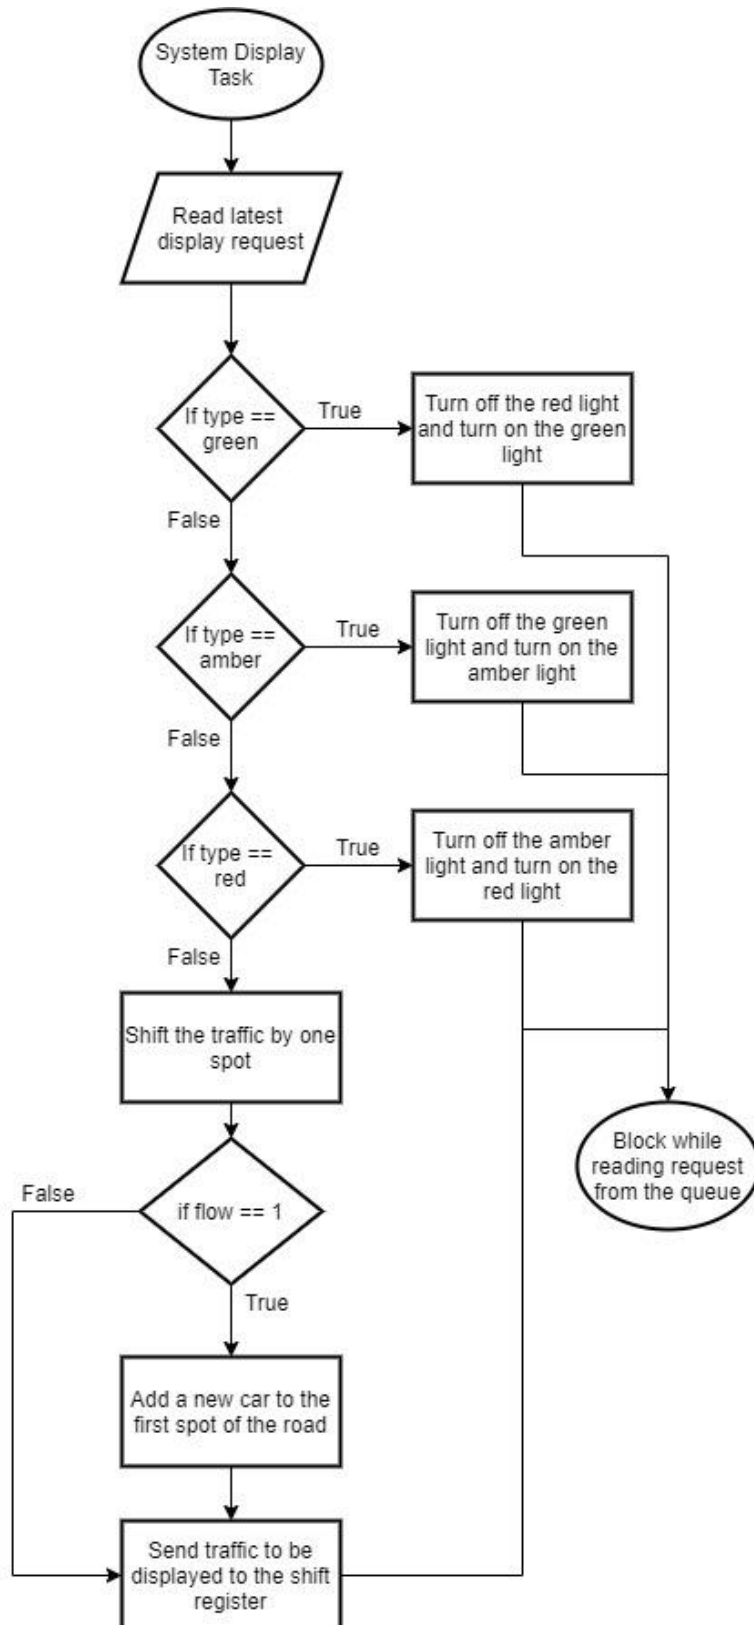 System Display
Task
Read latest
display request
If type ==
green
True
Turn off the red light
and turn on the green
light
False
If type ==
amber
True
Turn off the green
light and turn on the
amber light
False
If type ==
red
True
Turn off the amber
light and turn on the
red light
False
Shift the traffic by one
spot
Block while
reading request
from the queue
False
if flow == 1
True
Add a new car to the
first spot of the road
Send traffic to be
displayed to the shift
register